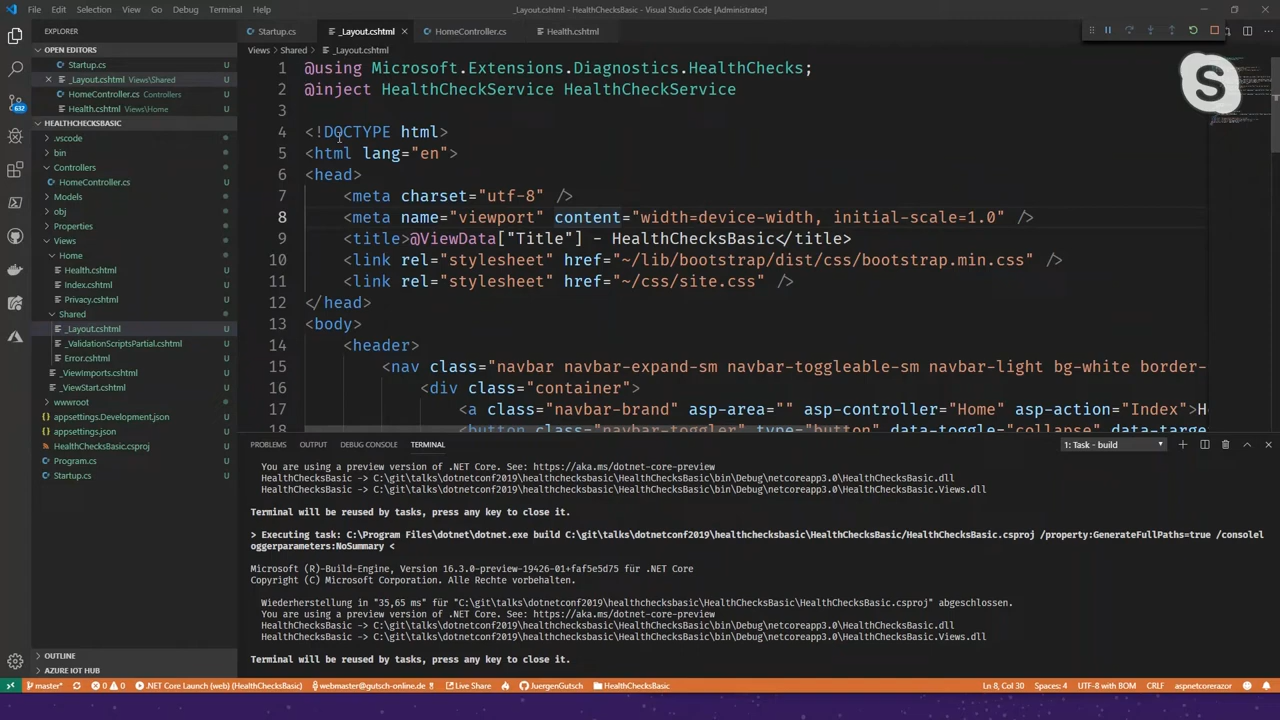 File Edit Selection View Go Debug Terminal Help
_Layout.cshtml - HealthChecksBasic - Visual Studio Code [Administrator]
EXPLORER
OPEN EDITORS
Startup.cs
_Layout.cshtml Views\Shared
HomeController.cs Controllers
Health.cshtml Views\Home
HEALTHCHECKSBASIC
.vscode
bin
Controllers
HomeController.cs U
Models
obj
Properties
Views
Home
Health.cshtml U
Index.cshtml U
Privacy.cshtml U
Shared
_Layout.cshtml U
_ValidationScriptsPartial.cshtml U
Error.cshtml U
_ViewImports.cshtml U
_ViewStart.cshtml U
wwwroot
appsettings.Development.json U
appsettings.json U
HealthChecksBasic.csproj U
Program.cs U
Startup.cs U
OUTLINE
AZURE IOT HUB
632
Startup.cs _Layout.cshtml HomeController.cs Health.cshtml
Views > Shared > _Layout.cshtml
1 @using Microsoft.Extensions.Diagnostics.HealthChecks;
2 @inject HealthCheckService HealthCheckService
3
4 <!DOCTYPE html>
5 <html lang="en">
6 <head>
7 <meta charset="utf-8" />
8 <meta name="viewport" content="width=device-width, initial-scale=1.0" />
9 <title>@ViewData["Title"] - HealthChecksBasic</title>
10 <link rel="stylesheet" href="~/lib/bootstrap/dist/css/bootstrap.min.css" />
11 <link rel="stylesheet" href="~/css/site.css" />
12 </head>
13 <body>
14 <header>
15 <nav class="navbar navbar-expand-sm navbar-toggleable-sm navbar-light bg-white border-
16 <div class="container">
17 <a class="navbar-brand" asp-area="" asp-controller="Home" asp-action="Index">H
18 <button class="navbar-toggler" type="button" data-toggle="collapse" data-targe
PROBLEMS OUTPUT DEBUG CONSOLE TERMINAL 1: Task - build
You are using a preview version of .NET Core. See: https://aka.ms/dotnet-core-preview
HealthChecksBasic -> C:\git\talks\dotnetconf2019\healthchecksbasic\HealthChecksBasic\bin\Debug\netcoreapp3.0\HealthChecksBasic.dll
HealthChecksBasic -> C:\git\talks\dotnetconf2019\healthchecksbasic\HealthChecksBasic\bin\Debug\netcoreapp3.0\HealthChecksBasic.Views.dll
Terminal will be reused by tasks, press any key to close it.
> Executing task: C:\Program Files\dotnet\dotnet.exe build C:\git\talks\dotnetconf2019\healthchecksbasic\HealthChecksBasic/HealthChecksBasic.csproj /property:GenerateFullPaths=true /consolel
oggerparameters:NoSummary <
Microsoft (R)-Build-Engine, Version 16.3.0-preview-19426-01+faf5e5d75 für .NET Core
Copyright (C) Microsoft Corporation. Alle Rechte vorbehalten.
Wiederherstellung in "35,65 ms" für "C:\git\talks\dotnetconf2019\healthchecksbasic\HealthChecksBasic\HealthChecksBasic.csproj" abgeschlossen.
You are using a preview version of .NET Core. See: https://aka.ms/dotnet-core-preview
HealthChecksBasic -> C:\git\talks\dotnetconf2019\healthchecksbasic\HealthChecksBasic\bin\Debug\netcoreapp3.0\HealthChecksBasic.dll
HealthChecksBasic -> C:\git\talks\dotnetconf2019\healthchecksbasic\HealthChecksBasic\bin\Debug\netcoreapp3.0\HealthChecksBasic.Views.dll
Terminal will be reused by tasks, press any key to close it.
master* 0 0 .NET Core Launch (web) (HealthChecksBasic) webmaster@gutsch-online.de Live Share JuergenGutsch HealthChecksBasic Ln 8, Col 30 Spaces: 4 UTF-8 with BOM CRLF aspnetcorerazor